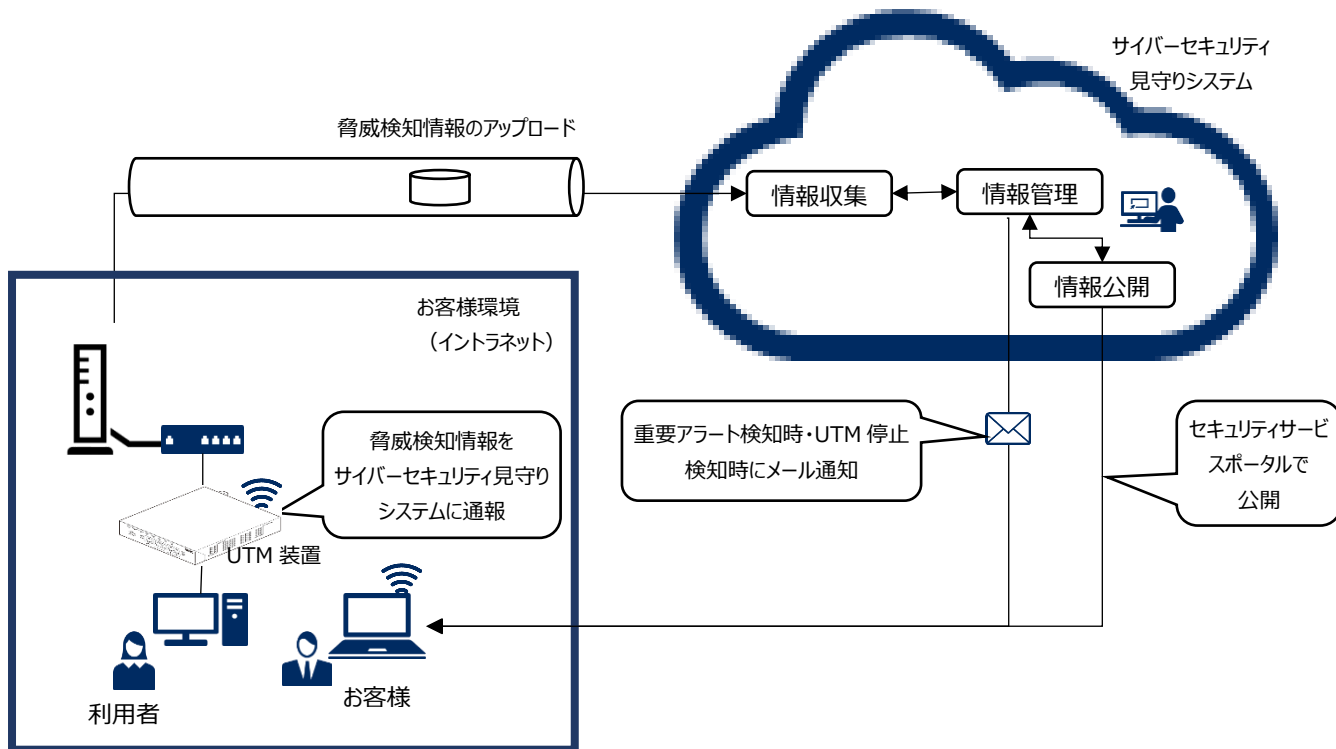 サイバーセキュリティ
見守りシステム
脅威検知情報のアップロード
情報収集
情報管理
情報公開
お客様環境
（イントラネット）
脅威検知情報を
サイバーセキュリティ見守り
システムに通報
UTM 装置
利用者
お客様
重要アラート検知時・UTM 停止
検知時にメール通知
セキュリティサービ
スポータルで
公開